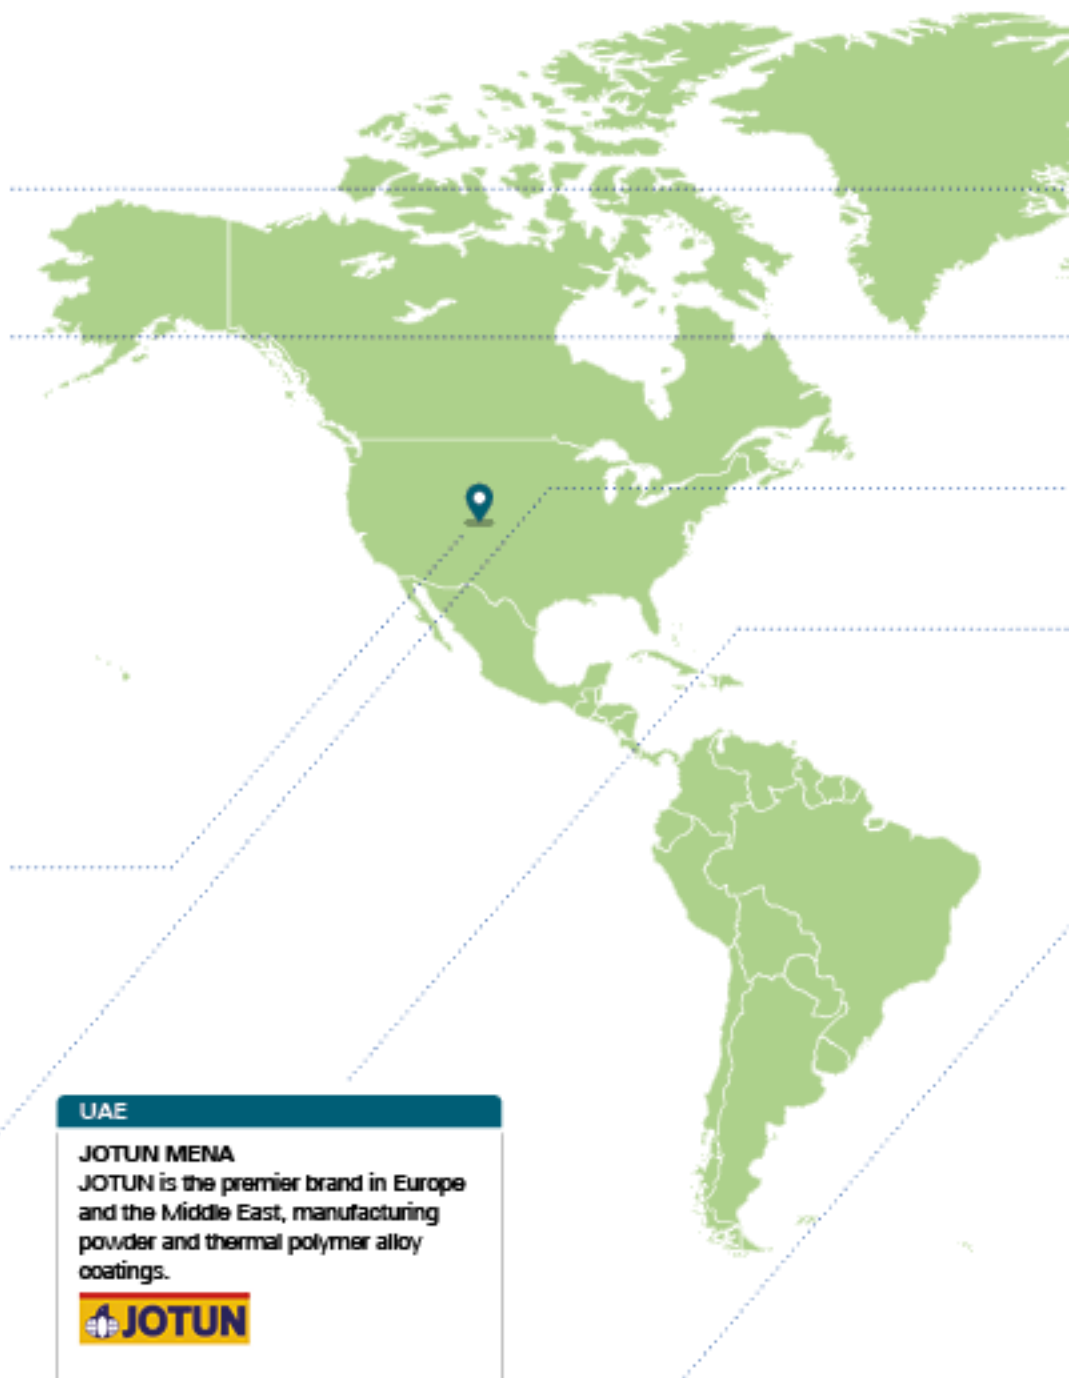 UAE
JOTUN MENA
JOTUN is the premier brand in Europe
and the Middle East, manufacturing
powder and thermal polymer alloy
coatings.
JOTUN